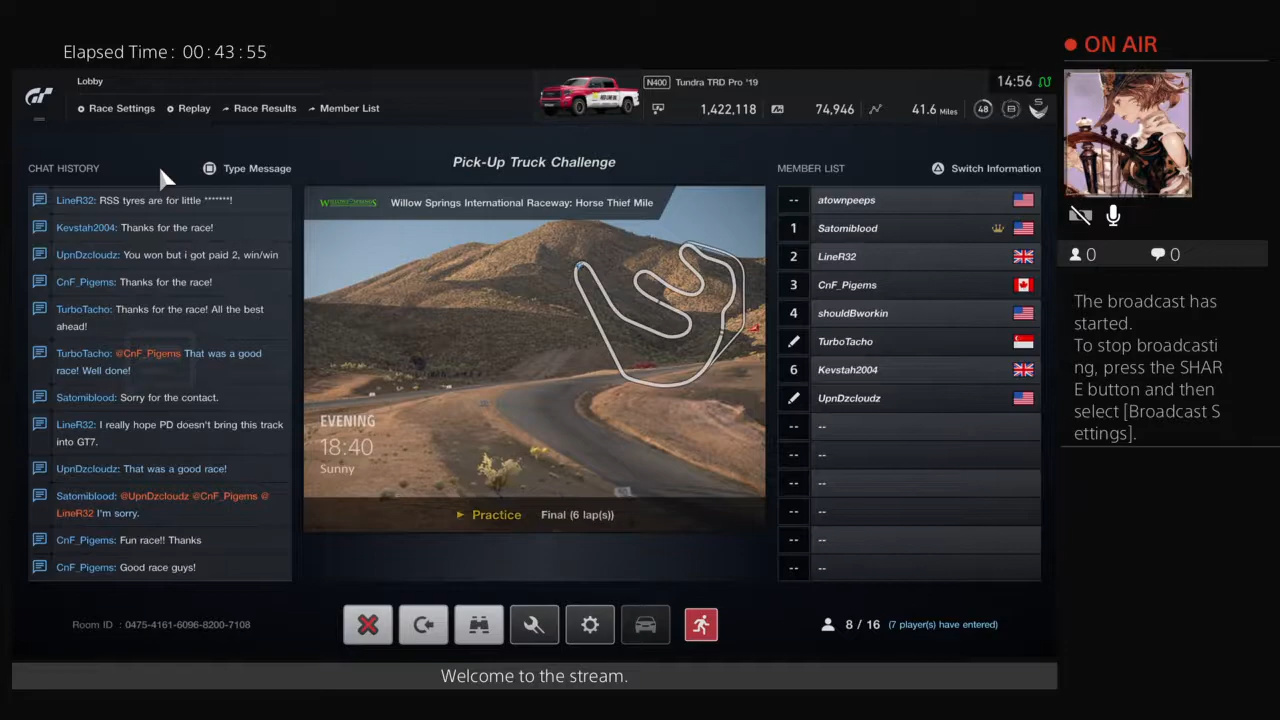 Elapsed Time : 00:43:55
ON AIR
Lobby
Race Settings Replay Race Results Member List
N400 Tundra TRD Pro '19
1,422,118 74,946 41.6 Miles 48 S
14:56
CHAT HISTORY Type Message
Pick-Up Truck Challenge
MEMBER LIST Switch Information
LineR32: RSS tyres are for little *******!
Kevstah2004: Thanks for the race!
UpnDzcloudz: You won but i got paid 2, win/win
CnF_Pigems: Thanks for the race!
TurboTacho: Thanks for the race! All the best
ahead!
TurboTacho: @CnF_Pigems That was a good
race! Well done!
Satomiblood: Sorry for the contact.
LineR32: I really hope PD doesn't bring this track
into GT7.
UpnDzcloudz: That was a good race!
Satomiblood: @UpnDzcloudz @CnF_Pigems @
LineR32 I'm sorry.
CnF_Pigems: Fun race!! Thanks
CnF_Pigems: Good race guys!
WILLOW SPRINGS Willow Springs International Raceway: Horse Thief Mile
EVENING
18:40
Sunny
Practice Final (6 lap(s))
-- atownpeeps
1 Satomiblood
2 LineR32
3 CnF_Pigems
4 shouldBworkin
TurboTacho
6 Kevstah2004
UpnDzcloudz
-- --
-- --
-- --
-- --
-- --
-- --
0 0
The broadcast has
started.
To stop broadcasti
ng, press the SHAR
E button and then
select [Broadcast S
ettings].
Room ID : 0475-4161-6096-8200-7108
8 / 16 (7 player(s) have entered)
Welcome to the stream.